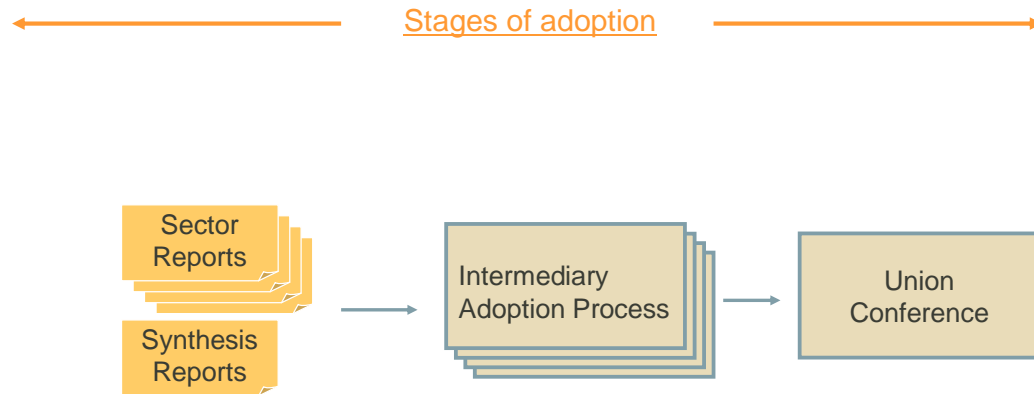 Stages of adoption
Sector
Reports
Synthesis
Reports
Intermediary
Adoption Process
Union
Conference